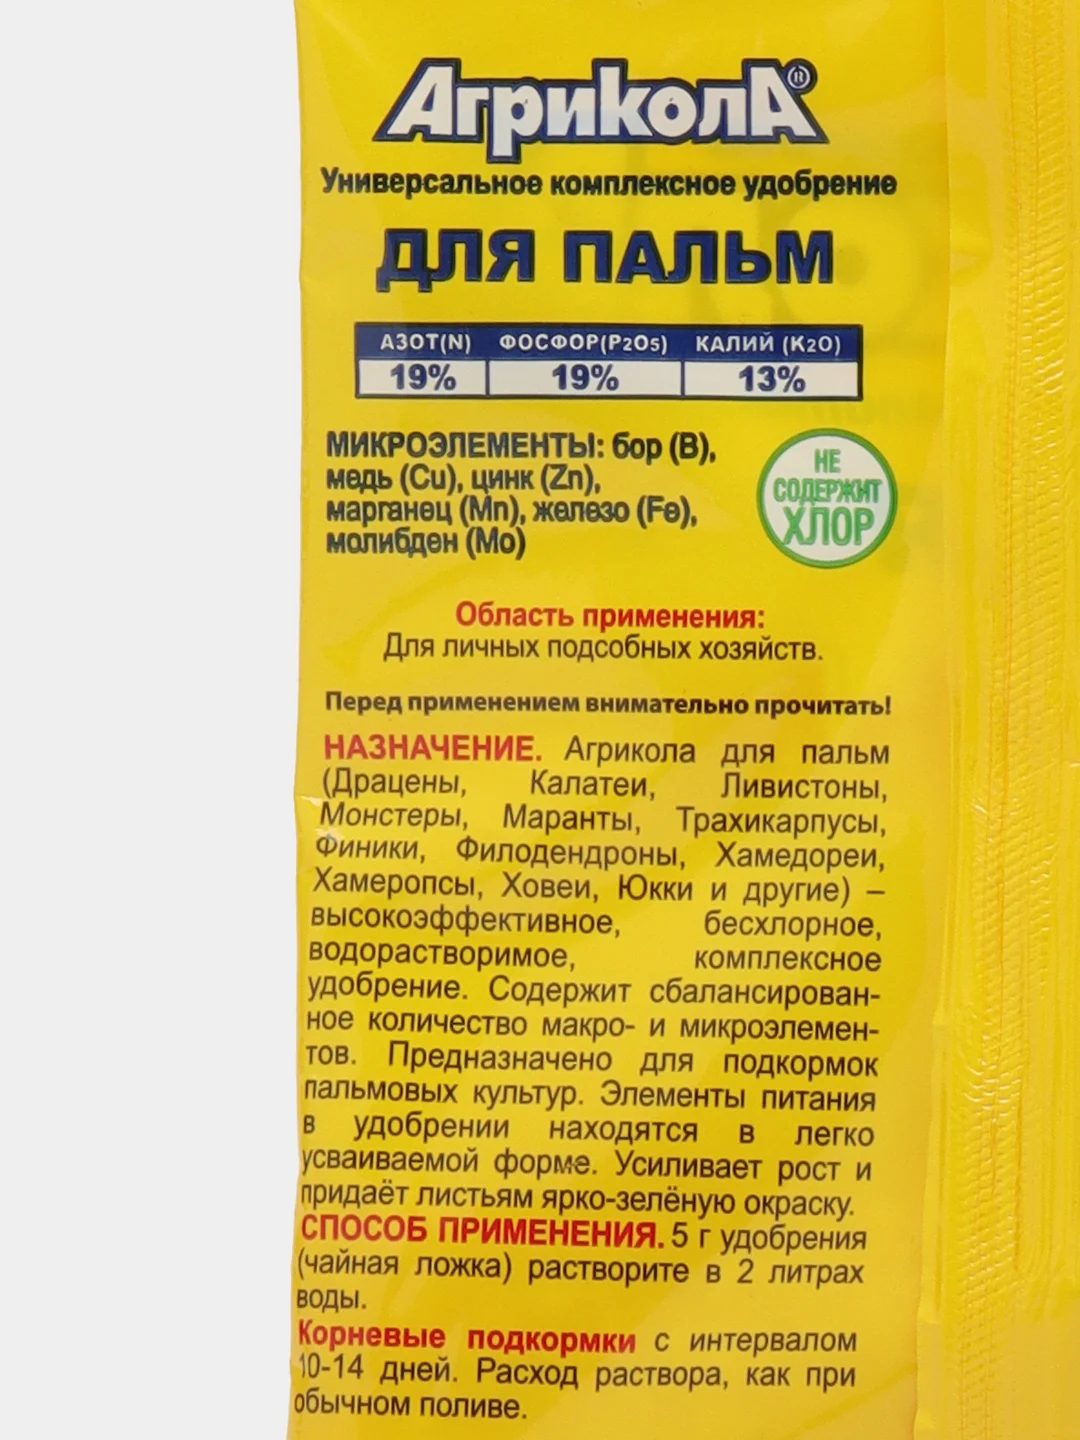 АгриколА®
Универсальное комплексное удобрение
ДЛЯ ПАЛЬМ
АЗОТ(N) ФОСФОР(P2O5) КАЛИЙ (K2O)
19% 19% 13%
МИКРОЭЛЕМЕНТЫ: бор (B),
медь (Cu), цинк (Zn),
марганец (Mn), железо (Fe),
молибден (Mo)
НЕ
СОДЕРЖИТ
ХЛОР
Область применения:
Для личных подсобных хозяйств.
Перед применением внимательно прочитать!
НАЗНАЧЕНИЕ. Агрикола для пальм
(Драцены, Калатеи, Ливистоны,
Монстеры, Маранты, Трахикарпусы,
Финики, Филодендроны, Хамедореи,
Хамеропсы, Ховеи, Юкки и другие) –
высокоэффективное, бесхлорное,
водорастворимое, комплексное
удобрение. Содержит сбалансирован-
ное количество макро- и микроэлемен-
тов. Предназначено для подкормок
пальмовых культур. Элементы питания
в удобрении находятся в легко
усваиваемой форме. Усиливает рост и
придаёт листьям ярко-зелёную окраску.
СПОСОБ ПРИМЕНЕНИЯ. 5 г удобрения
(чайная ложка) растворите в 2 литрах
воды.
Корневые подкормки с интервалом
10-14 дней. Расход раствора, как при
обычном поливе.